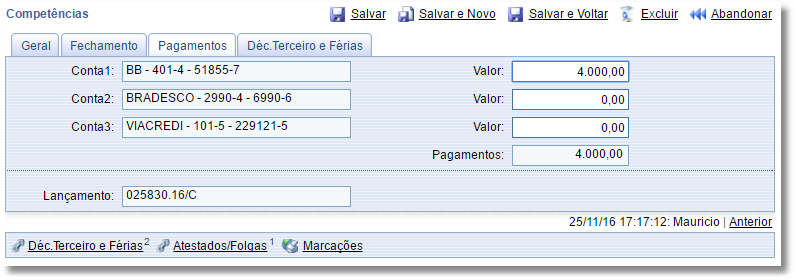 Competências Salvar Salvar e Novo Salvar e Voltar Excluir Abandonar
Geral Fechamento Pagamentos Déc.Terceiro e Férias
Conta1: BB - 401-4 - 51855-7 Valor: 4.000,00
Conta2: BRADESCO - 2990-4 - 6990-6 Valor: 0,00
Conta3: VIACREDI - 101-5 - 229121-5 Valor: 0,00
Pagamentos: 4.000,00
Lançamento: 025830.16/C
25/11/16 17:17:12: Mauricio | Anterior
Déc.Terceiro e Férias 2 Atestados/Folgas 1 Marcações